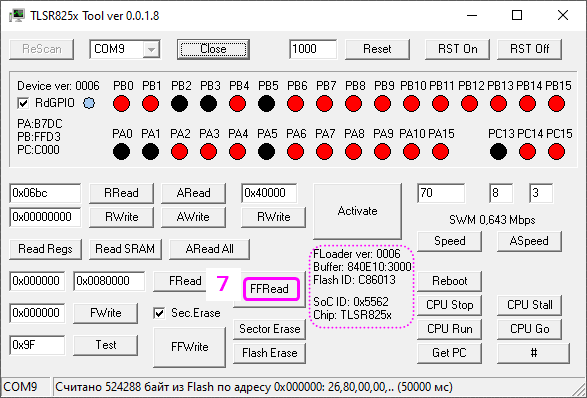 TLSR825x Tool ver 0.0.1.8
ReScan COM9 Close 1000 Reset RST On RST Off
Device ver: 0006 PB0 PB1 PB2 PB3 PB4 PB5 PB6 PB7 PB8 PB9 PB10 PB11 PB12 PB13 PB14 PB15
RdGPIO
PA:B7DC
PB:FFD3
PC:C000
PA0 PA1 PA2 PA3 PA4 PA5 PA6 PA7 PA8 PA9 PA10 PA15 PC13 PC14 PC15
0x06bc RRead ARead 0x40000 Activate 70 8 3
0x00000000 RWrite AWrite RWrite SWM 0,643 Mbps
Read Regs Read SRAM ARead All Speed ASpeed
FLoader ver: 0006
Buffer: 840E10:3000
Flash ID: C86013
SoC ID: 0x5562
Chip: TLSR825x
0x000000 0x0080000 FRead 7 FFRead Reboot
0x000000 FWrite Sec.Erase CPU Stop CPU Stall
0x9F Test FFWrite Sector Erase CPU Run CPU Go
Flash Erase Get PC #
COM9 Считано 524288 байт из Flash по адресу 0x000000: 26,80,00,00,.. (50000 мс)